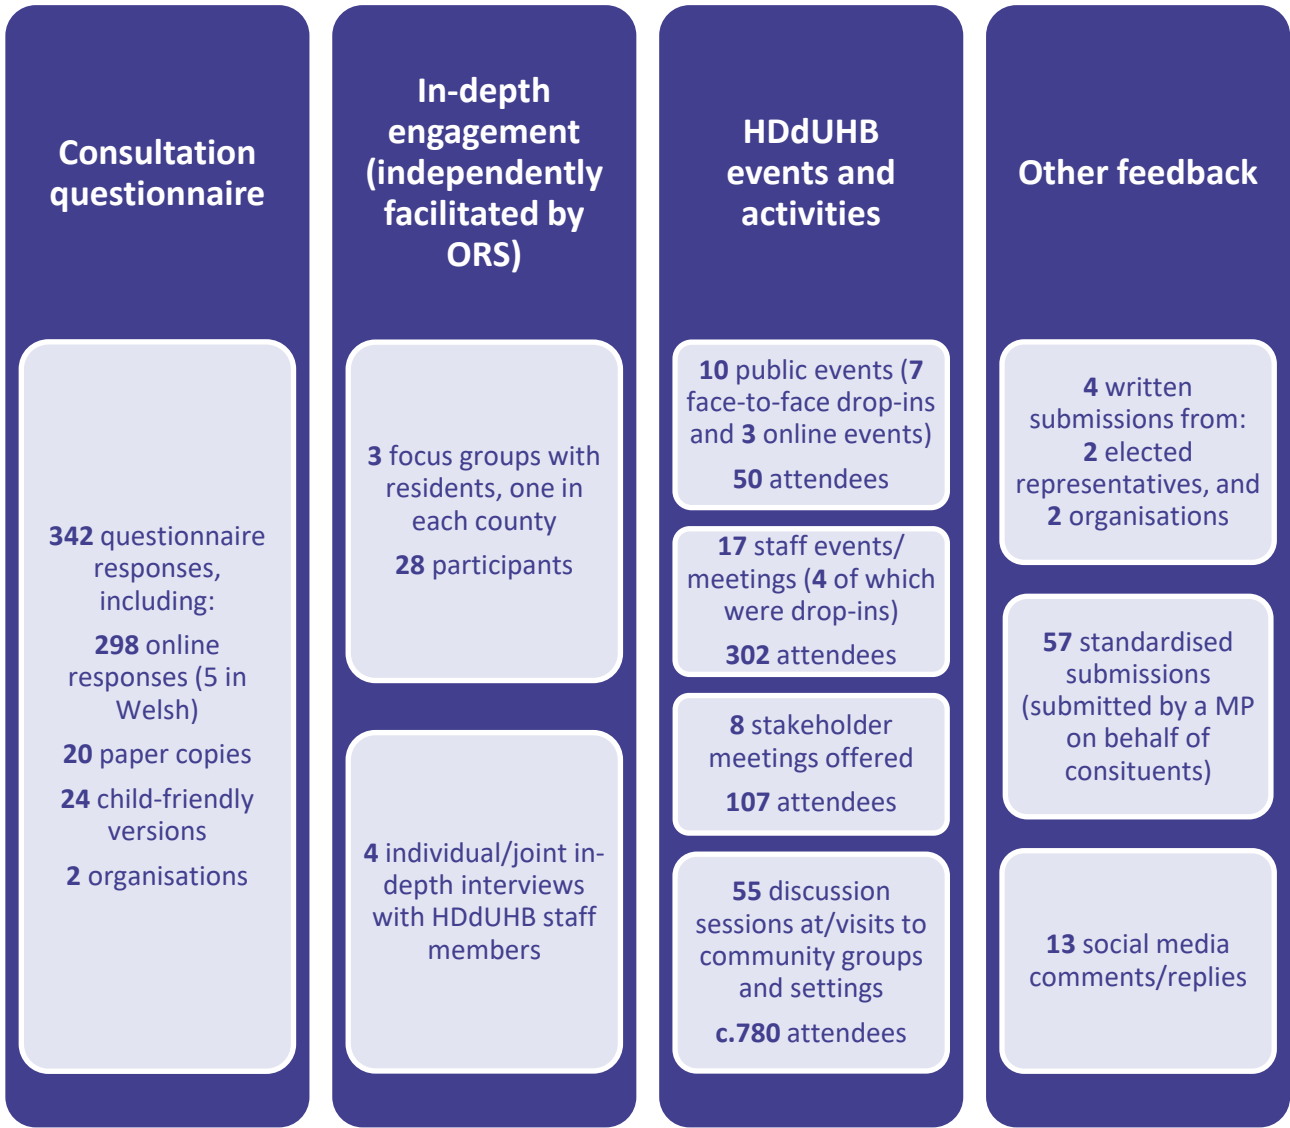 Consultation
questionnaire
342 questionnaire
responses,
including:
298 online
responses (5 in
Welsh)
20 paper copies
24 child-friendly
versions
2 organisations
In-depth
engagement
(independently
facilitated by
ORS)
3 focus groups with
residents, one in
each county
28 participants
4 individual/joint in-
depth interviews
with HDdUHB staff
members
HDdUHB
events and
activities
10 public events (7
face-to-face drop-ins
and 3 online events)
50 attendees
17 staff events/
meetings (4 of which
were drop-ins)
302 attendees
8 stakeholder
meetings offered
107 attendees
55 discussion
sessions at/visits to
community groups
and settings
c.780 attendees
Other feedback
4 written
submissions from:
2 elected
representatives, and
2 organisations
57 standardised
submissions
(submitted by a MP
on behalf of
consituents)
13 social media
comments/replies